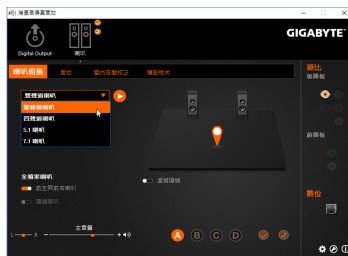 瑞昱高傳真音效
Digital Output
喇叭
GIGABYTE™
喇叭組態
音效
室內空間校正
預設格式
類比
後面板
雙聲道喇叭
雙聲道喇叭
四聲道喇叭
5.1 喇叭
7.1 喇叭
前面板
全頻率喇叭
前左與前右喇叭
環繞喇叭
虛擬環繞
數位
主音量
L
R
A
B
C
D